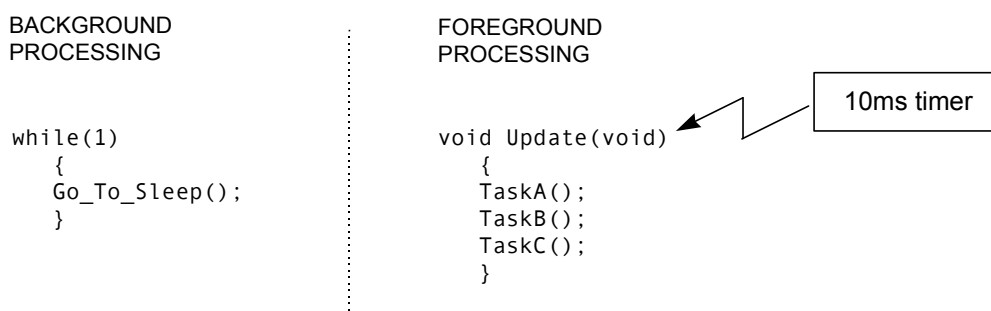 BACKGROUND
PROCESSING
while(1)
{
Go_To_Sleep();
}
FOREGROUND
PROCESSING
10ms timer
void Update(void)
{
TaskA();
TaskB();
TaskC();
}